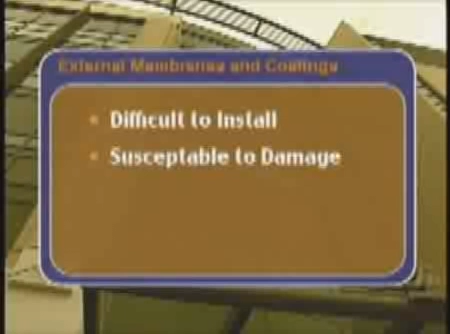 External Membranes and Coatings
Difficult to Install
Susceptable to Damage